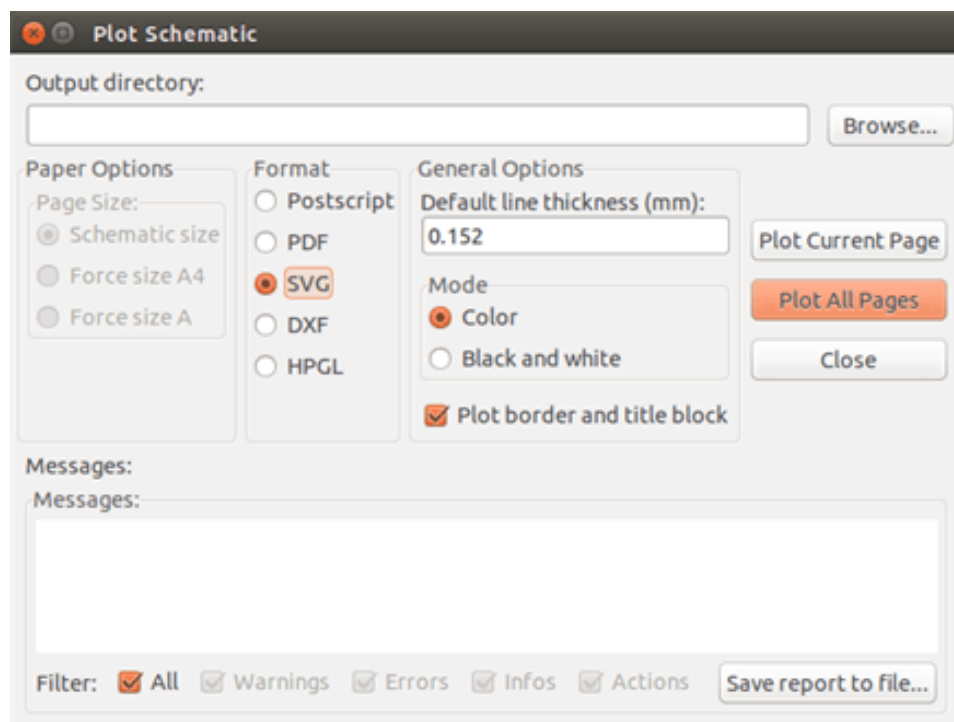 Plot Schematic
Output directory:
Browse...
Paper Options
Page Size:
Schematic size
Force size A4
Force size A
Format
Postscript
PDF
SVG
DXF
HPGL
General Options
Default line thickness (mm):
0.152
Mode
Color
Black and white
Plot border and title block
Plot Current Page
Plot All Pages
Close
Messages:
Messages:
Filter: All Warnings Errors Infos Actions Save report to file...